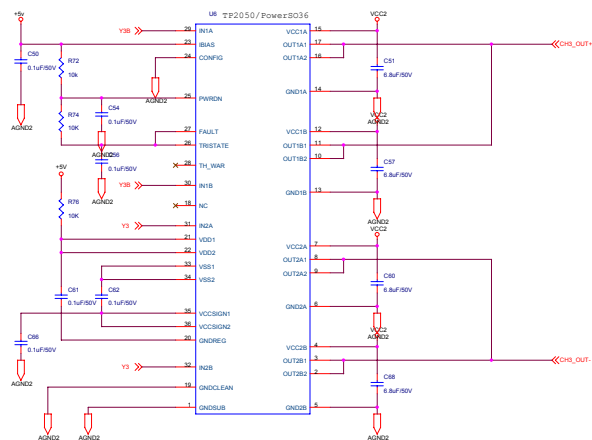 +5v
U6 TP2050/PowerSO36
VCC2
Y3B
29
IN1A
VCC1A
15
23
IBIAS
OUT1A1
17
CH3_OUT+
24
CONFIG
OUT1A2
16
C50
0.1uF/50V
R72
10k
C51
6.8uF/50V
25
PWRDN
GND1A
14
AGND2
R74
10K
C54
0.1uF/50V
VCC2
AGND2
27
FAULT
VCC1B
12
26
TRISTATE
OUT1B1
11
AGND2
C56
0.1uF/50V
28
TH_WAR
OUT1B2
10
+5V
C57
6.8uF/50V
Y3B
30
IN1B
GND1B
13
AGND2
R76
10K
18
NC
AGND2
Y3
31
IN2A
VCC2
21
VDD1
VCC2A
7
22
VDD2
OUT2A1
8
33
VSS1
OUT2A2
9
34
VSS2
C61
0.1uF/50V
C62
0.1uF/50V
C60
6.8uF/50V
35
VCCSIGN1
GND2A
6
36
VCCSIGN2
VCC2
AGND2
C66
0.1uF/50V
20
GNDREG
VCC2B
4
Y3
32
IN2B
OUT2B1
3
CH3_OUT-
AGND2
19
GNDCLEAN
OUT2B2
2
C68
6.8uF/50V
1
GNDSUB
GND2B
5
AGND2
AGND2
AGND2